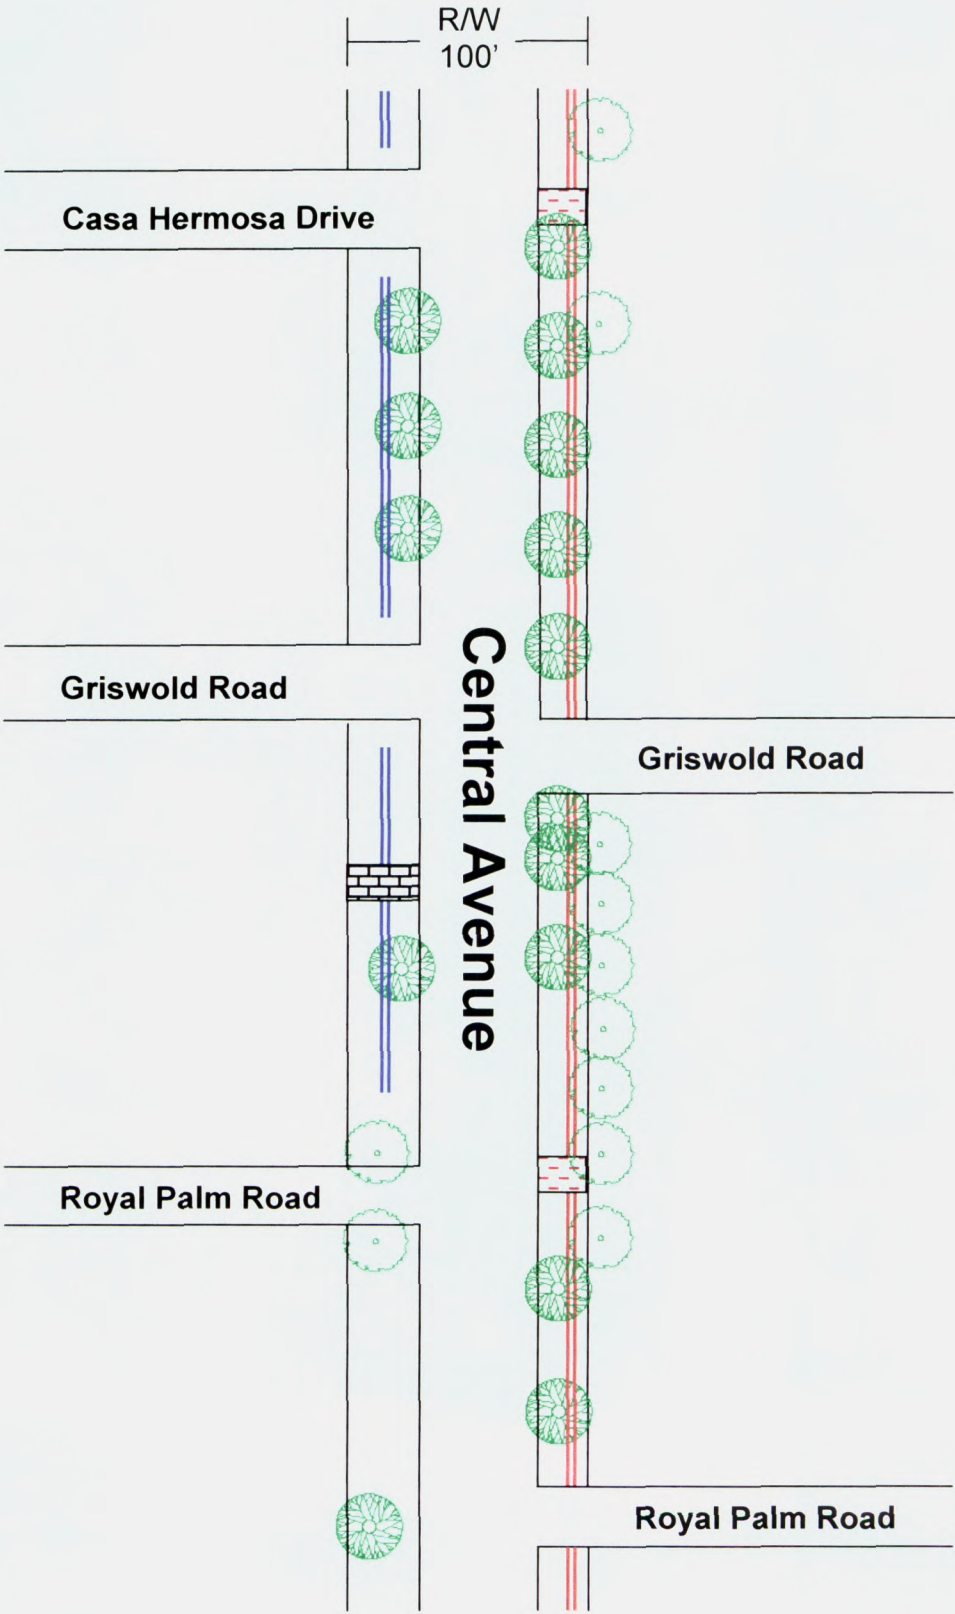 R/W
100'
Casa Hermosa Drive
Central Avenue
Griswold Road
Griswold Road
Royal Palm Road
Royal Palm Road